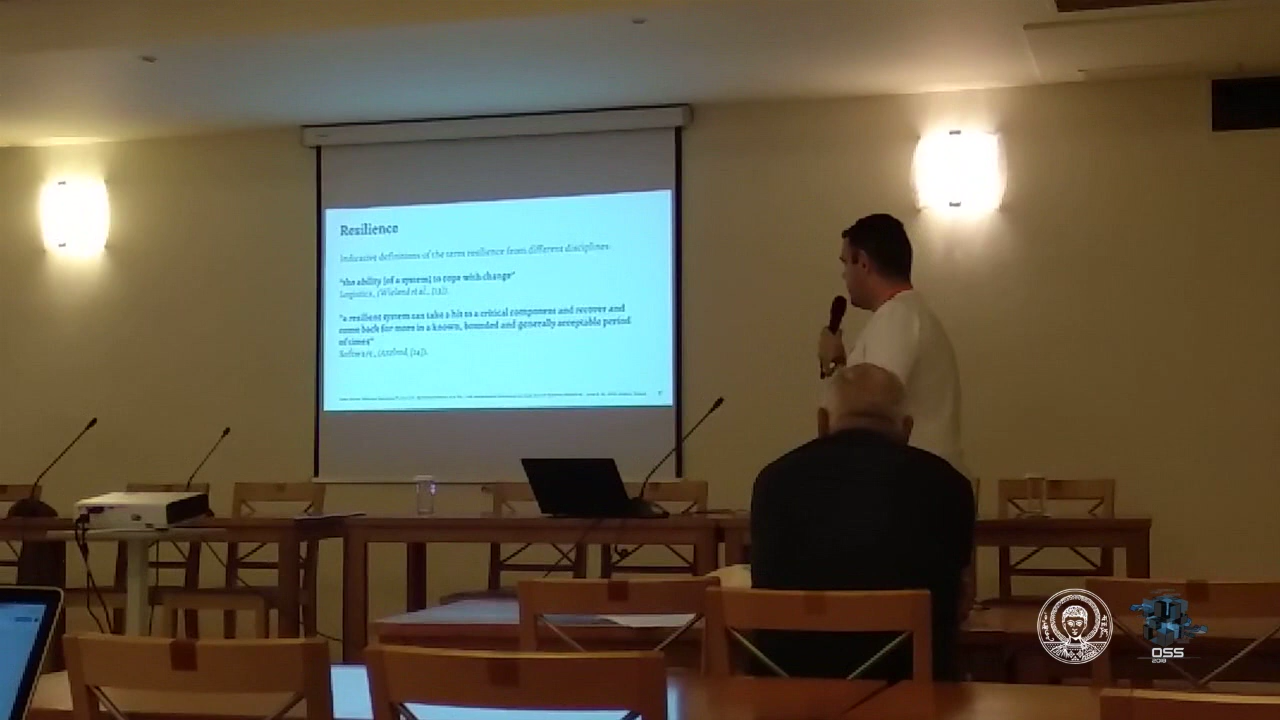 Resilience
Indicative definitions of the term resilience from different disciplines:
"the ability [of a system] to cope with change"
Logistics, (Wieland et al., [13]).
"a resilient system can take a hit to a critical component and recover and
come back for more in a known, bounded and generally acceptable period
of times"
Software, (Axelrod, [14]).
OSS
2018